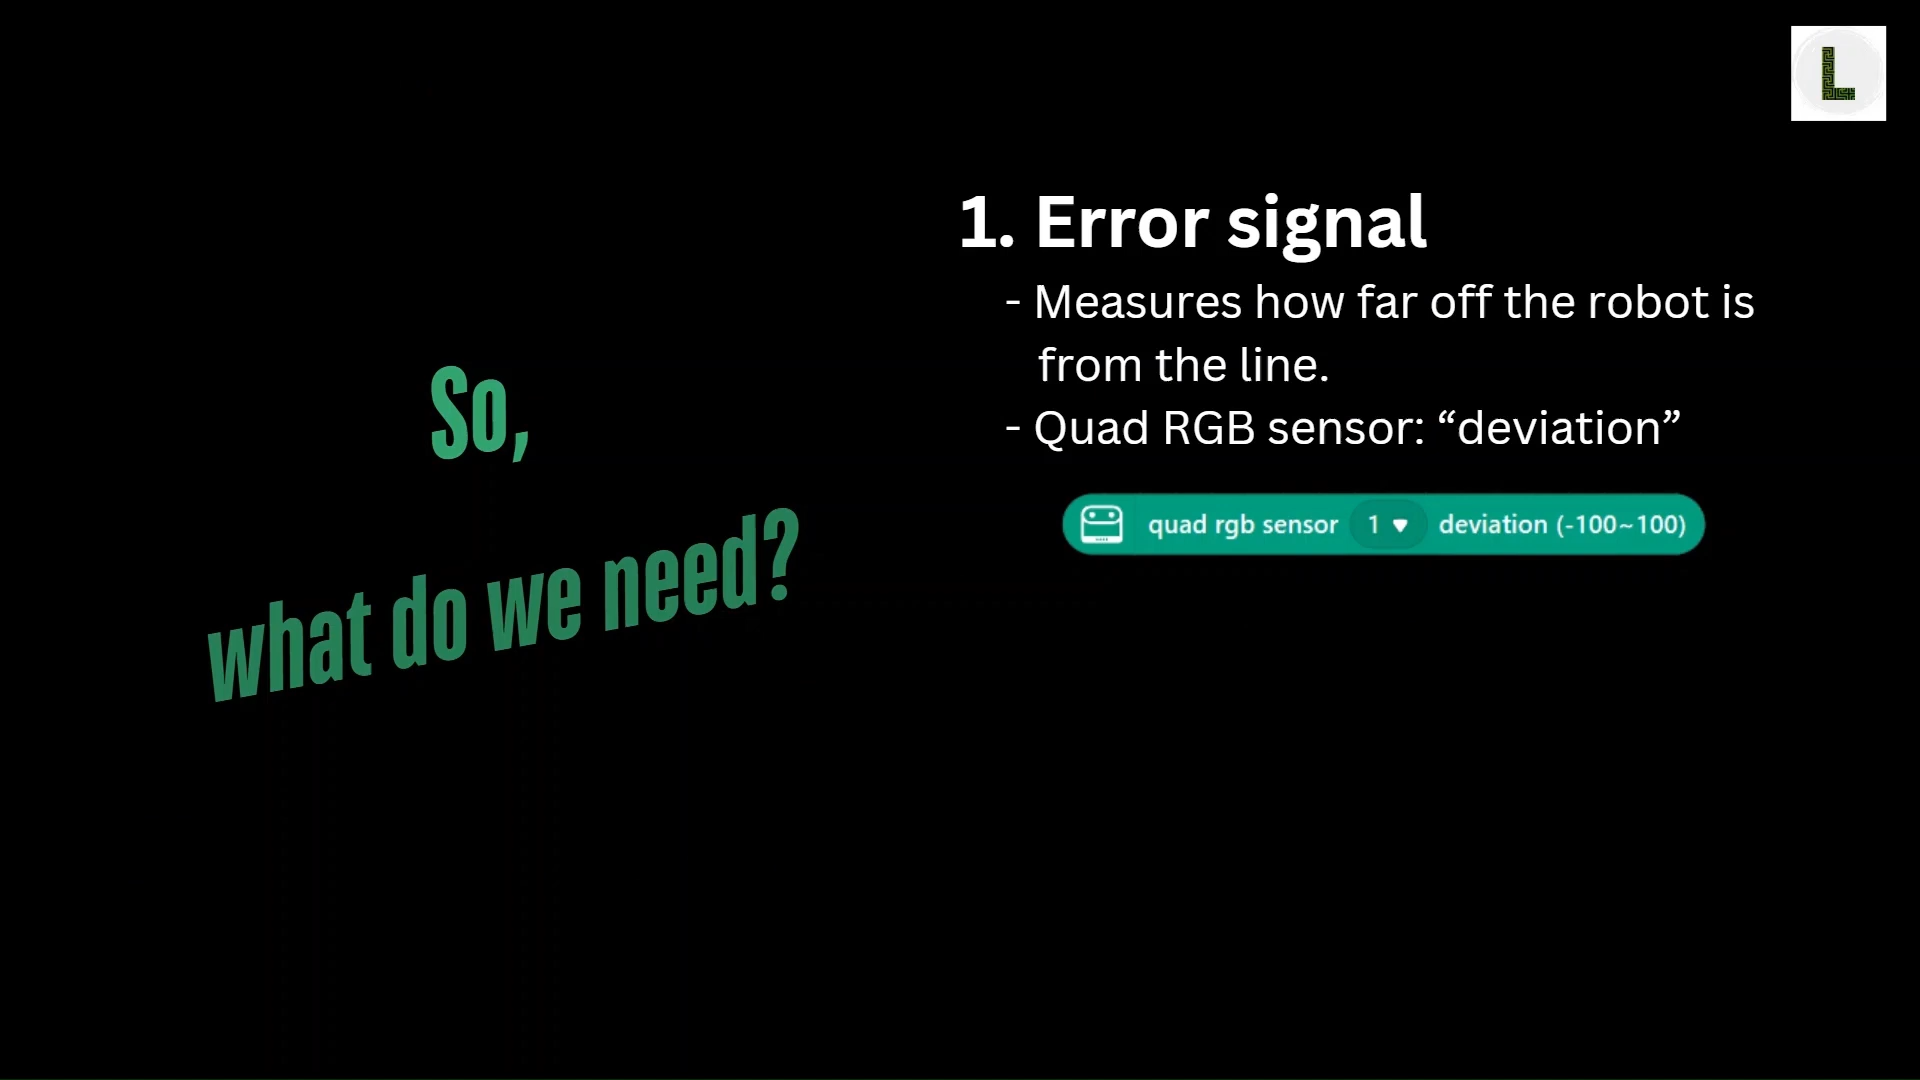 L
So,
what do we need?
1. Error signal
- Measures how far off the robot is
from the line.
- Quad RGB sensor: “deviation”
quad rgb sensor 1 deviation (-100~100)